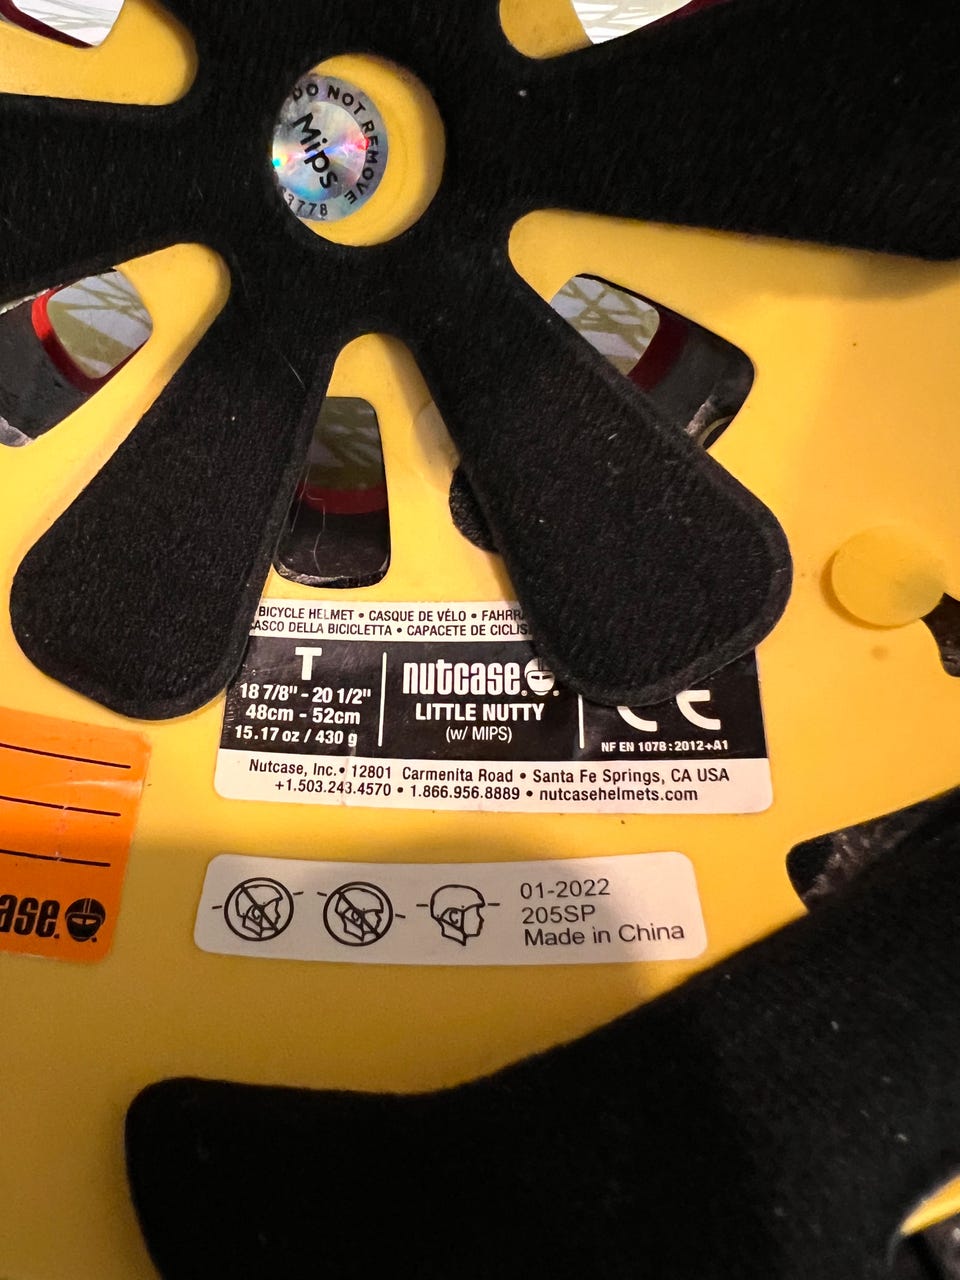 DO NOT REMOVE
Mips
3778
BICYCLE HELMET • CASQUE DE VÉLO •
DELLA BICICLETTA • CAPACETE DE
T
18 7/8" - 20 1/2"
48cm - 52cm
15.17 oz / 430 g
nutcase.
LITTLE NUTTY
(w/ MIPS)
CE
NF EN 1078:2012+A1
Nutcase, Inc. • 12801 Carmenita Road • Santa Fe Springs, CA USA
+1.503.243.4570 • 1.866.956.8889 • nutcasehelmets.com
ase.
01-2022
205SP
Made in China